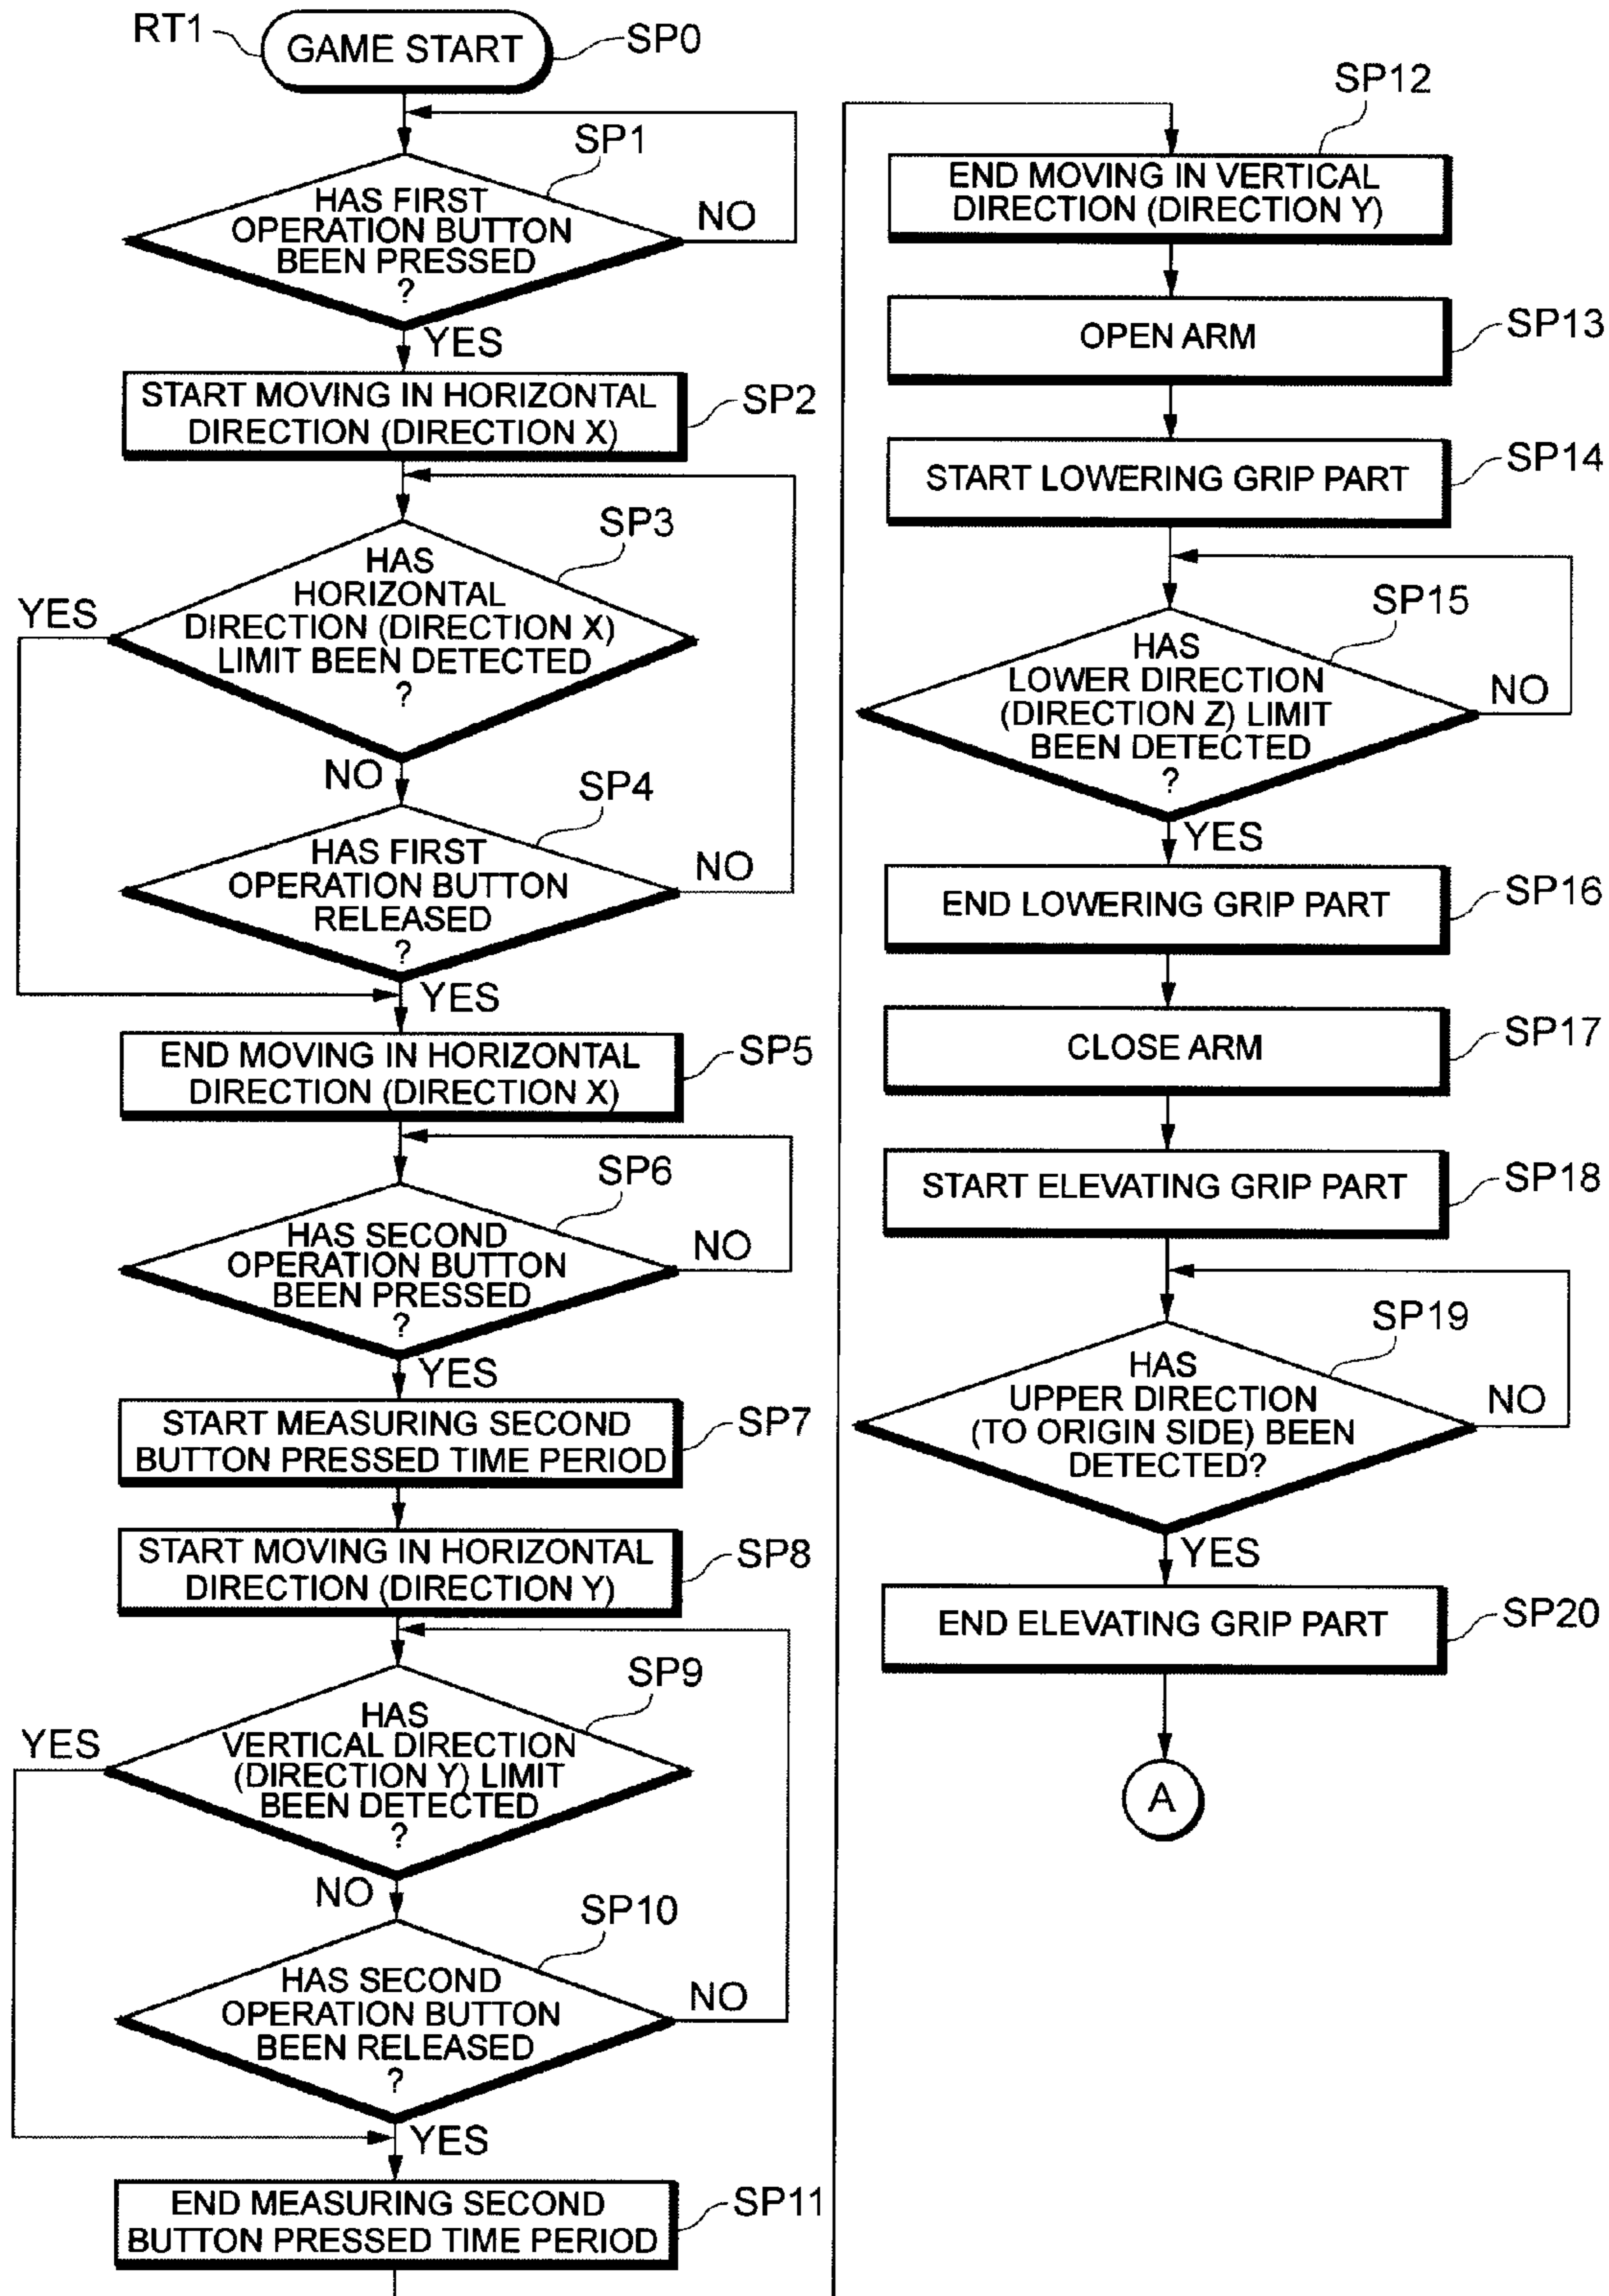 RT1
GAME START
SP0
SP1
HAS FIRST
OPERATION BUTTON
BEEN PRESSED
?
NO
YES
START MOVING IN HORIZONTAL
DIRECTION (DIRECTION X)
SP2
SP3
HAS
HORIZONTAL
DIRECTION (DIRECTION X)
LIMIT BEEN DETECTED
?
YES
NO
SP4
HAS FIRST
OPERATION BUTTON
RELEASED
?
NO
YES
END MOVING IN HORIZONTAL
DIRECTION (DIRECTION X)
SP5
SP6
HAS SECOND
OPERATION BUTTON
BEEN PRESSED
?
NO
YES
START MEASURING SECOND
BUTTON PRESSED TIME PERIOD
SP7
START MOVING IN HORIZONTAL
DIRECTION (DIRECTION Y)
SP8
SP9
HAS
VERTICAL DIRECTION
(DIRECTION Y) LIMIT
BEEN DETECTED
?
YES
NO
SP10
HAS SECOND
OPERATION BUTTON
BEEN RELEASED
?
NO
YES
END MEASURING SECOND
BUTTON PRESSED TIME PERIOD
SP11
SP12
END MOVING IN VERTICAL
DIRECTION (DIRECTION Y)
OPEN ARM
SP13
START LOWERING GRIP PART
SP14
SP15
HAS
LOWER DIRECTION
(DIRECTION Z) LIMIT
BEEN DETECTED
?
NO
YES
END LOWERING GRIP PART
SP16
CLOSE ARM
SP17
START ELEVATING GRIP PART
SP18
SP19
HAS
UPPER DIRECTION
(TO ORIGIN SIDE) BEEN
DETECTED?
NO
YES
END ELEVATING GRIP PART
SP20
A